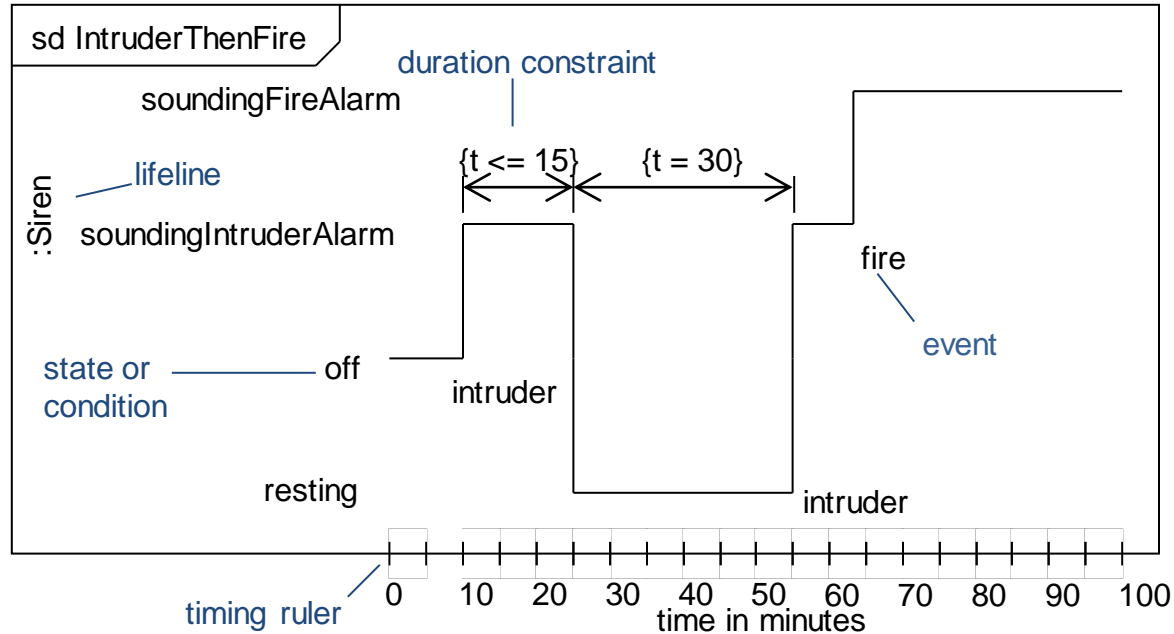 sd IntruderThenFire
duration constraint
soundingFireAlarm
{t <= 15}
{t = 30}
lifeline
:Siren
soundingIntruderAlarm
fire
event
state or
condition
off
intruder
resting
intruder
0 10 20 30 40 50 60 70 80 90 100
timing ruler
time in minutes